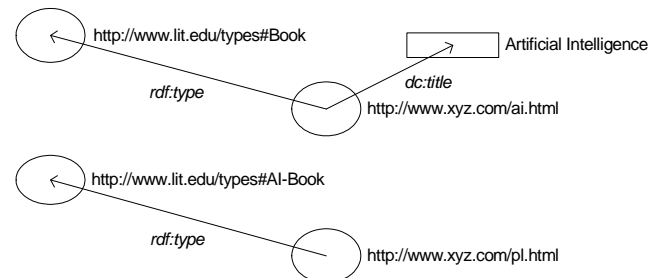 http://www.lit.edu/types#Book
Artificial Intelligence
rdf:type
dc:title
http://www.xyz.com/ai.html
http://www.lit.edu/types#AI-Book
rdf:type
http://www.xyz.com/pl.html